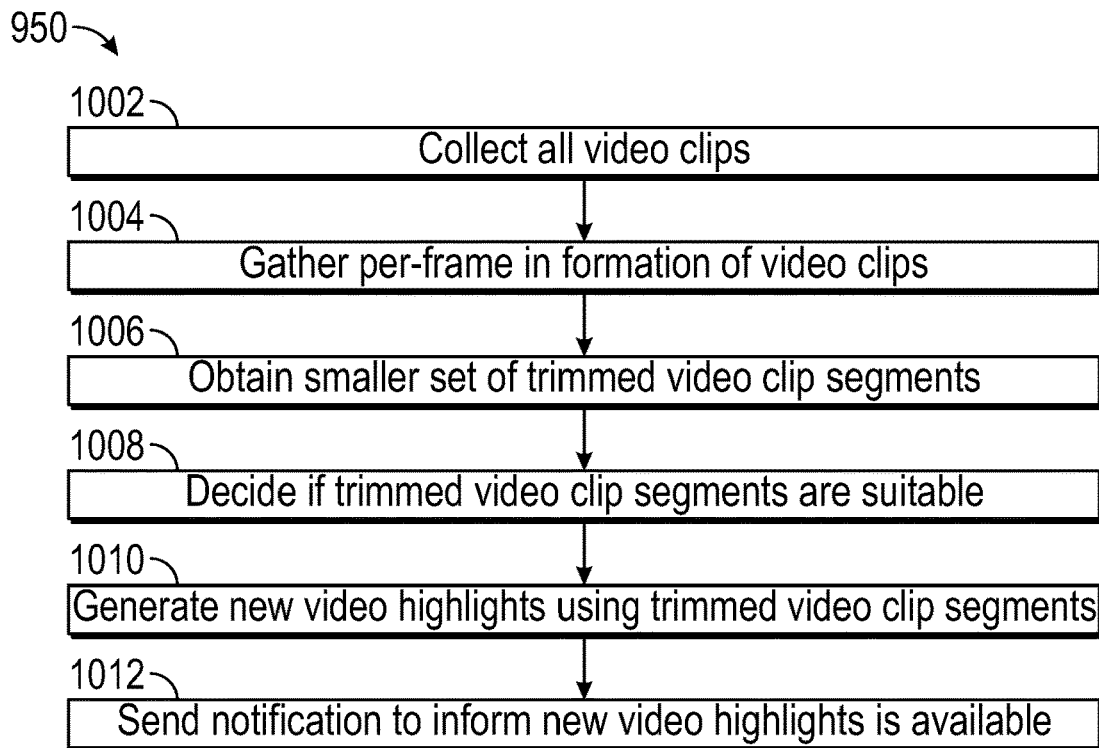 950
1002
Collect all video clips
1004
Gather per-frame in formation of video clips
1006
Obtain smaller set of trimmed video clip segments
1008
Decide if trimmed video clip segments are suitable
1010
Generate new video highlights using trimmed video clip segments
1012
Send notification to inform new video highlights is available